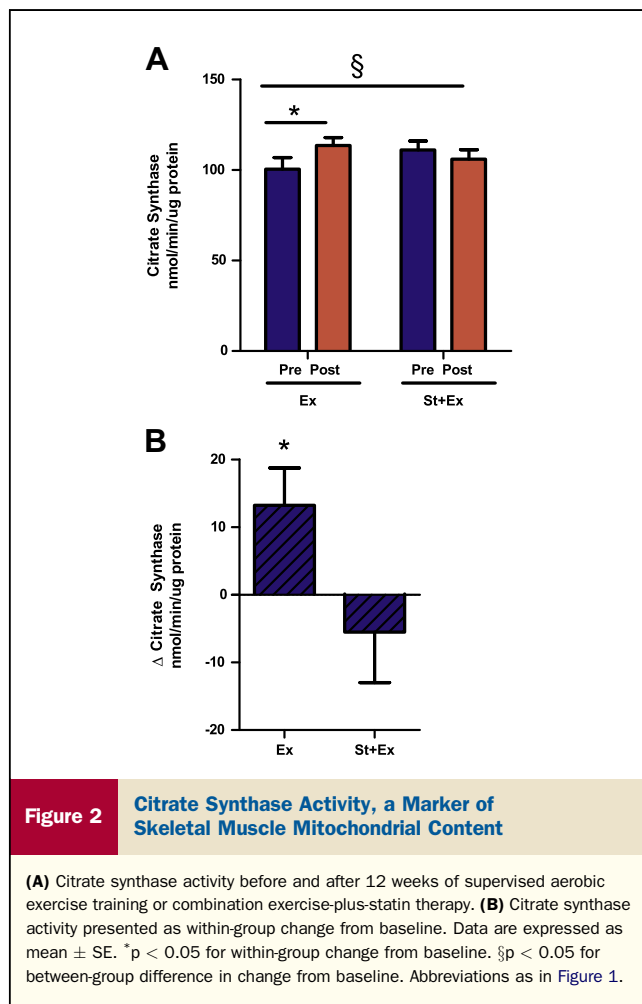 A
§
*
150
100
50
0
Citrate Synthase
nmol/min/ug protein
Pre Post
Pre Post
Ex
St+Ex
B
*
20
10
0
-10
-20
Δ Citrate Synthase
nmol/min/ug protein
Ex
St+Ex
Figure 2
Citrate Synthase Activity, a Marker of
Skeletal Muscle Mitochondrial Content
(A) Citrate synthase activity before and after 12 weeks of supervised aerobic
exercise training or combination exercise-plus-statin therapy. (B) Citrate synthase
activity presented as within-group change from baseline. Data are expressed as
mean ± SE. *p < 0.05 for within-group change from baseline. §p < 0.05 for
between-group difference in change from baseline. Abbreviations as in Figure 1.